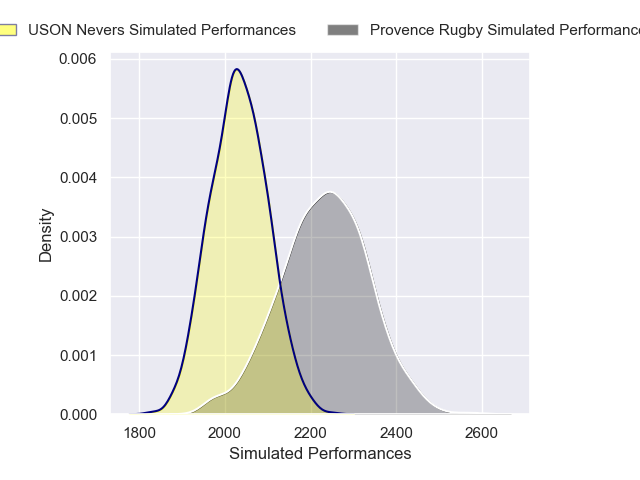 USON Nevers Simulated Performances
Provence Rugby Simulated Performanc
0.006
0.005
0.004
0.003
0.002
0.001
0.000
Density
1800 2000 2200 2400 2600
Simulated Performances